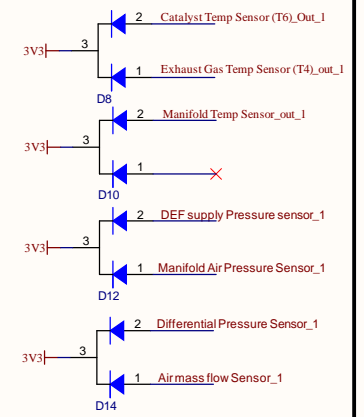 2 Catalyst Temp Sensor (T6)_Out_1
3V3 3
1 Exhaust Gas Temp Sensor (T4)_out_1
D8
2 Manifold Temp Sensor_out_1
3V3 3
1
D10
2 DEF supply Pressure sensor_1
3V3 3
1 Manifold Air Pressure Sensor_1
D12
2 Differential Pressure Sensor_1
3V3 3
1 Air mass flow Sensor_1
D14